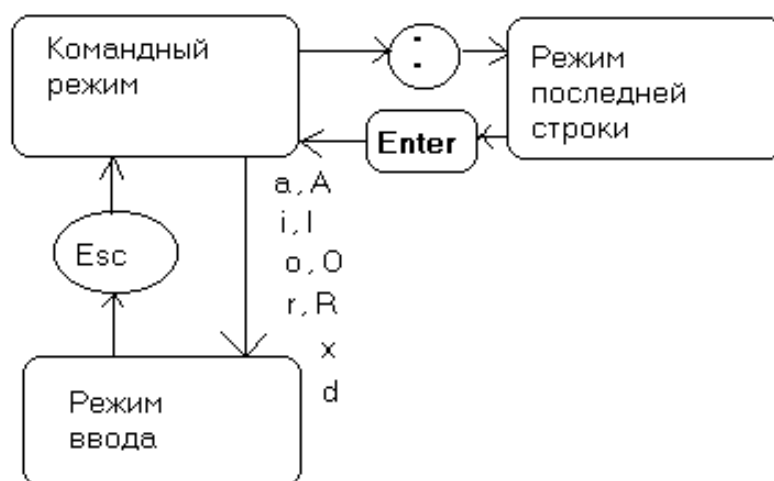 Командный
режим
:
Режим
последней
строки
Enter
a, A
i, I
o, O
r, R
x
d
Esc
Режим
ввода